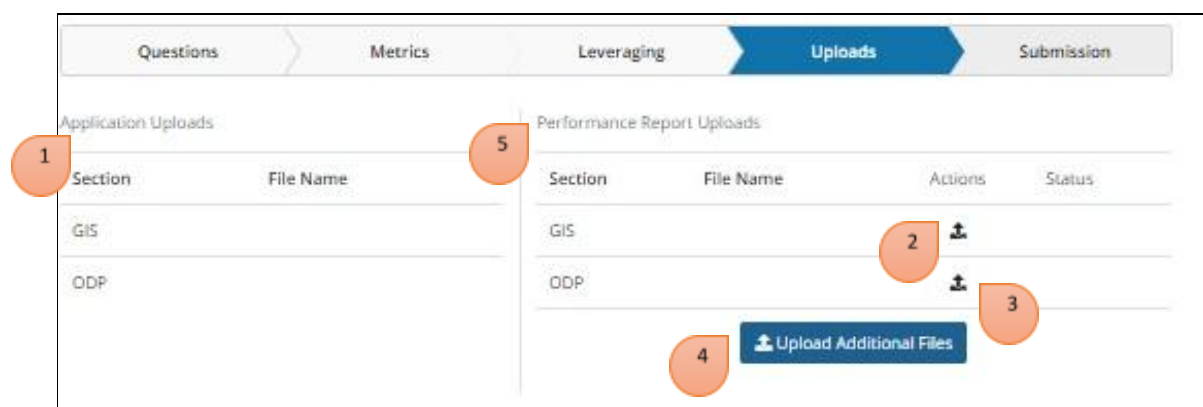 Questions Metrics Leveraging Uploads Submission
Application Uploads
1
Section File Name
GIS
ODP
Performance Report Uploads
5
Section File Name Actions Status
GIS
2
ODP
3
4
Upload Additional Files